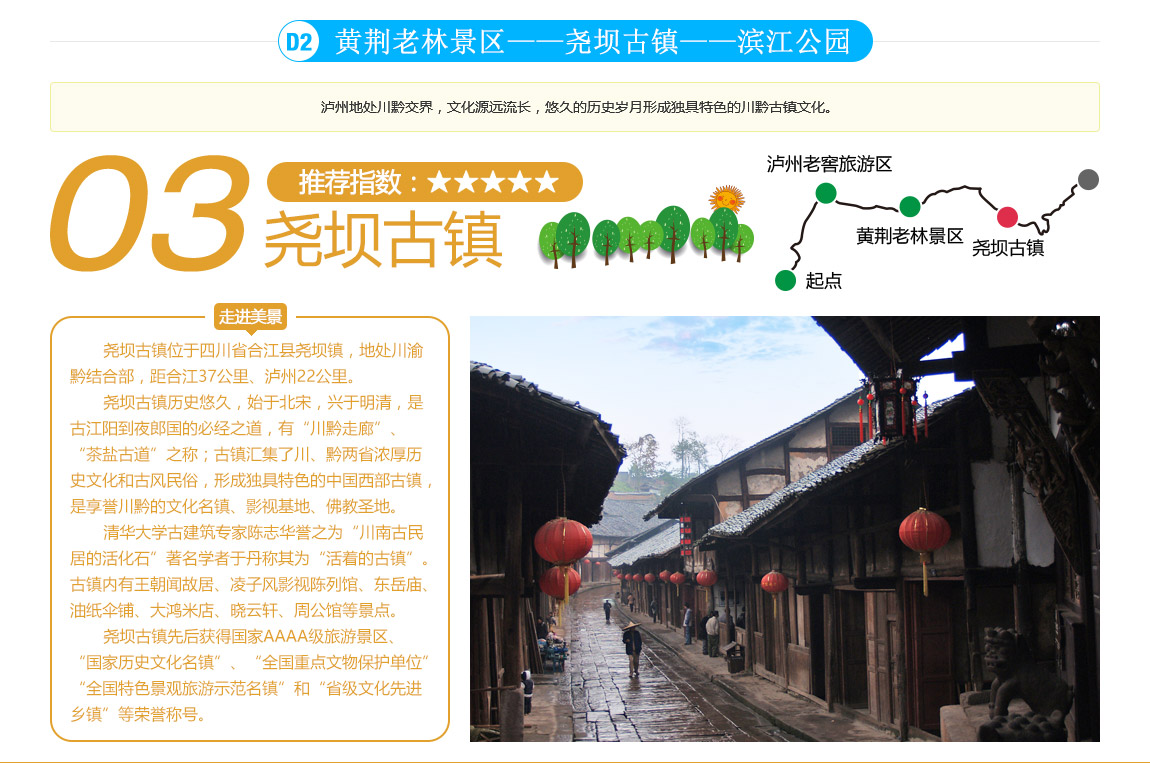 D2 黄荆老林景区——尧坝古镇——滨江公园
泸州地处川黔交界，文化源远流长，悠久的历史岁月形成独具特色的川黔古镇文化。
03
推荐指数：★★★★★
尧坝古镇
泸州老窖旅游区
黄荆老林景区
尧坝古镇
起点
走进美景
尧坝古镇位于四川省合江县尧坝镇，地处川渝
黔结合部，距合江37公里、泸州22公里。
尧坝古镇历史悠久，始于北宋，兴于明清，是
古江阳到夜郎国的必经之道，有“川黔走廊”、
“茶盐古道”之称；古镇汇集了川、黔两省浓厚历
史文化和古风民俗，形成独具特色的中国西部古镇，
是享誉川黔的文化名镇、影视基地、佛教圣地。
清华大学古建筑专家陈志华誉之为“川南古民
居的活化石”著名学者于丹称其为“活着的古镇”。
古镇内有王朝闻故居、凌子风影视陈列馆、东岳庙、
油纸伞铺、大鸿米店、晓云轩、周公馆等景点。
尧坝古镇先后获得国家AAAA级旅游景区、
“国家历史文化名镇”、“全国重点文物保护单位”
“全国特色景观旅游示范名镇”和“省级文化先进
乡镇”等荣誉称号。